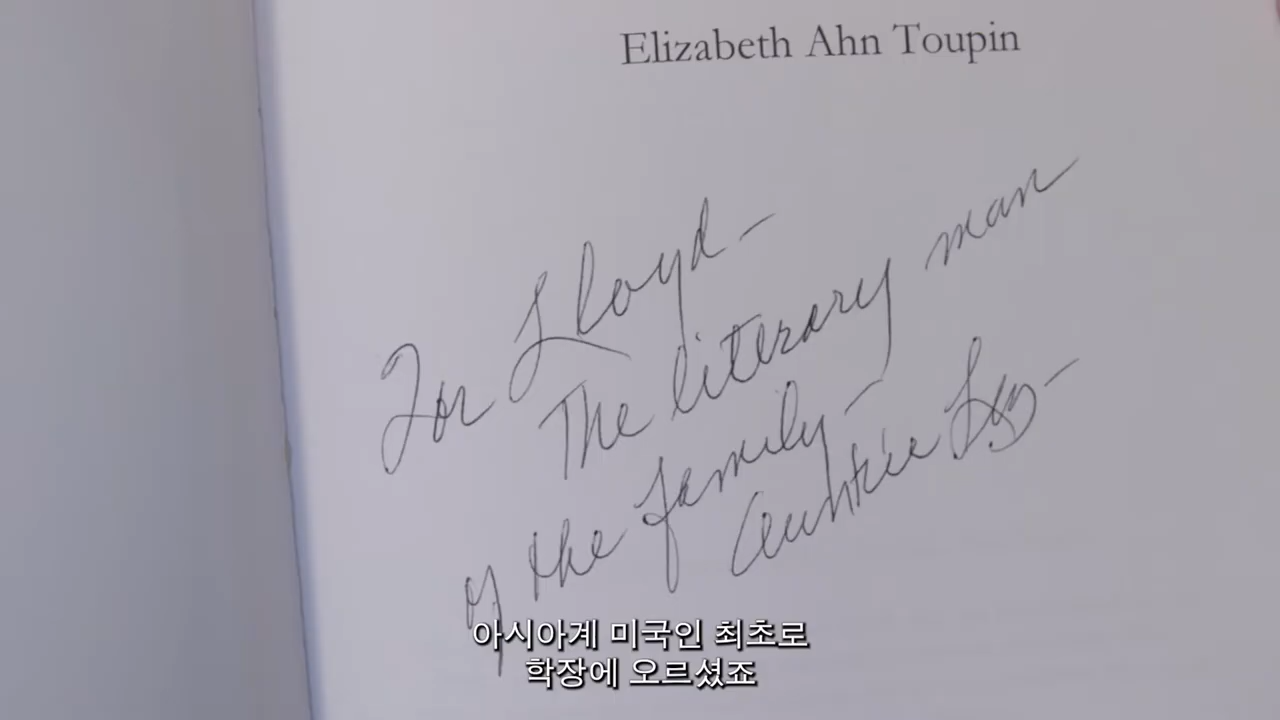 Elizabeth Ahn Toupin
For Lloyd-
The literary man
of the family-
Auntie Liz-
아시아계 미국인 최초로
학장에 오르셨죠